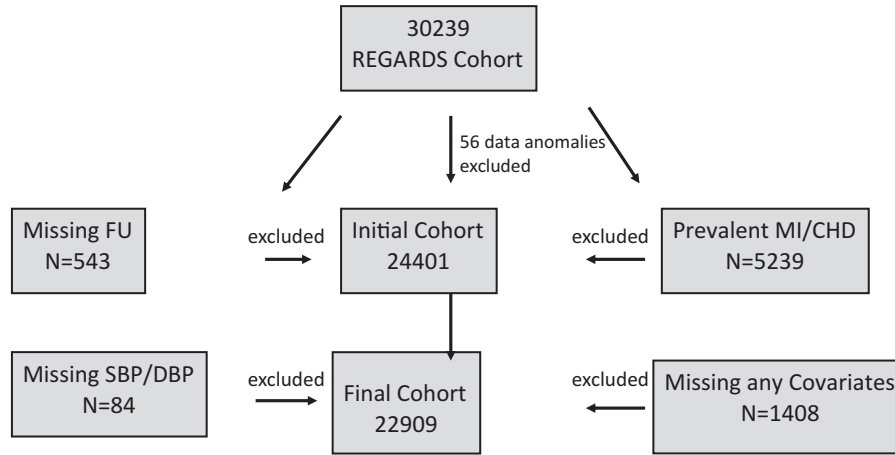 30239
REGARDS Cohort
56 data anomalies
excluded
Missing FU
N=543
excluded
Initial Cohort
24401
excluded
Prevalent MI/CHD
N=5239
Missing SBP/DBP
N=84
excluded
Final Cohort
22909
excluded
Missing any Covariates
N=1408